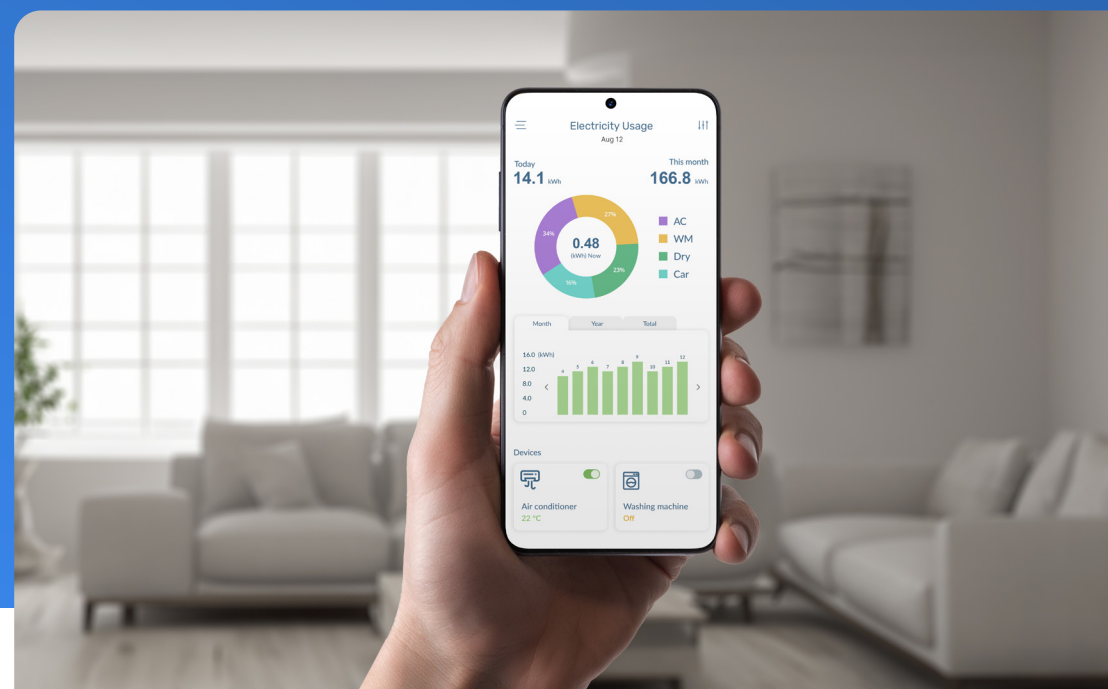 Electricity Usage
Aug 12
Today
This month
14.1 kWh
166.8 kWh
27%
34%
23%
16%
0.48
(kWh) Now
AC
WM
Dry
Car
Month
Year
Total
16.0 (kWh)
12.0
8.0
4.0
0
4 5 6 7 8 9 10 11 12
Devices
Air conditioner
22 °C
Washing machine
Off